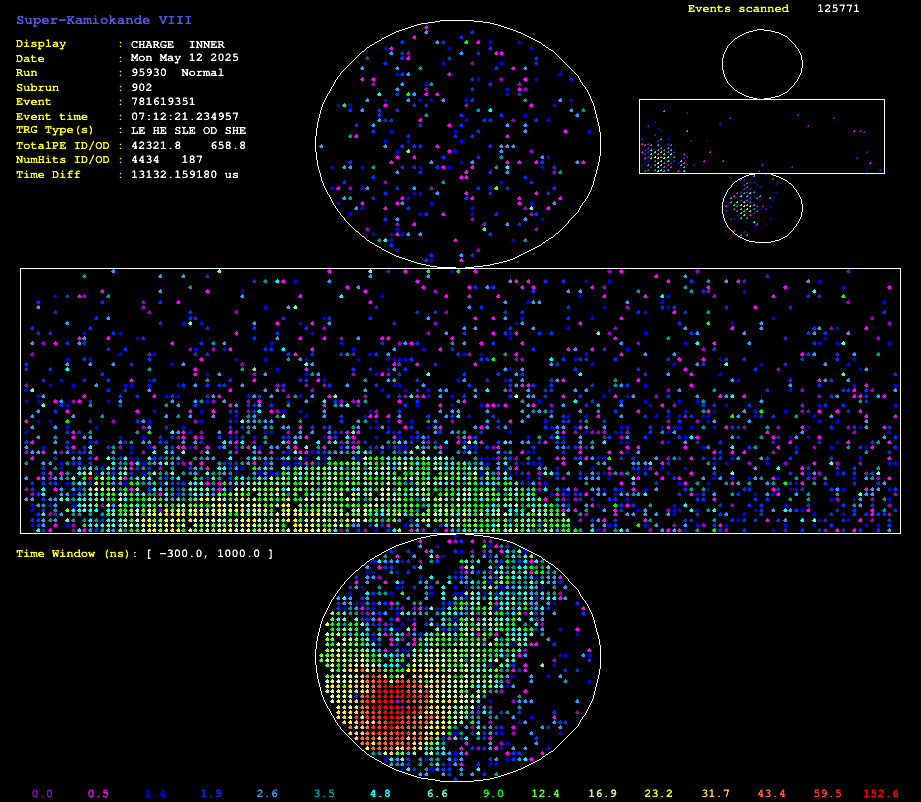 Super-Kamiokande VIII
Events scanned 125771
Display : CHARGE INNER
Date : Mon May 12 2025
Run : 95930 Normal
Subrun : 902
Event : 781619351
Event time : 07:12:21.234957
TRG Type(s) : LE HE SLE OD SHE
TotalPE ID/OD : 42321.8 658.8
NumHits ID/OD : 4434 187
Time Diff : 13132.159180 us
Time Window (ns): [ −300.0, 1000.0 ]
0.0 0.5 1.4 1.9 2.6 3.5 4.8 6.6 9.0 12.4 16.9 23.2 31.7 43.4 59.5 152.6